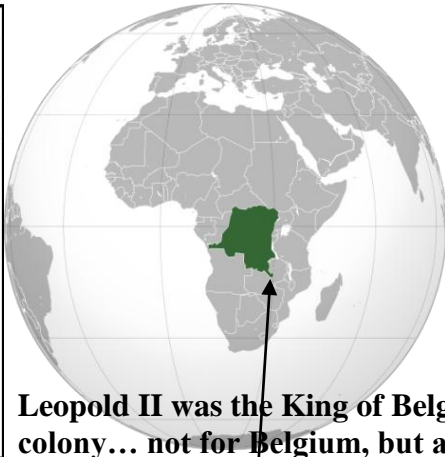 Leopold II was the King of Belg
colony… not for Belgium, but a